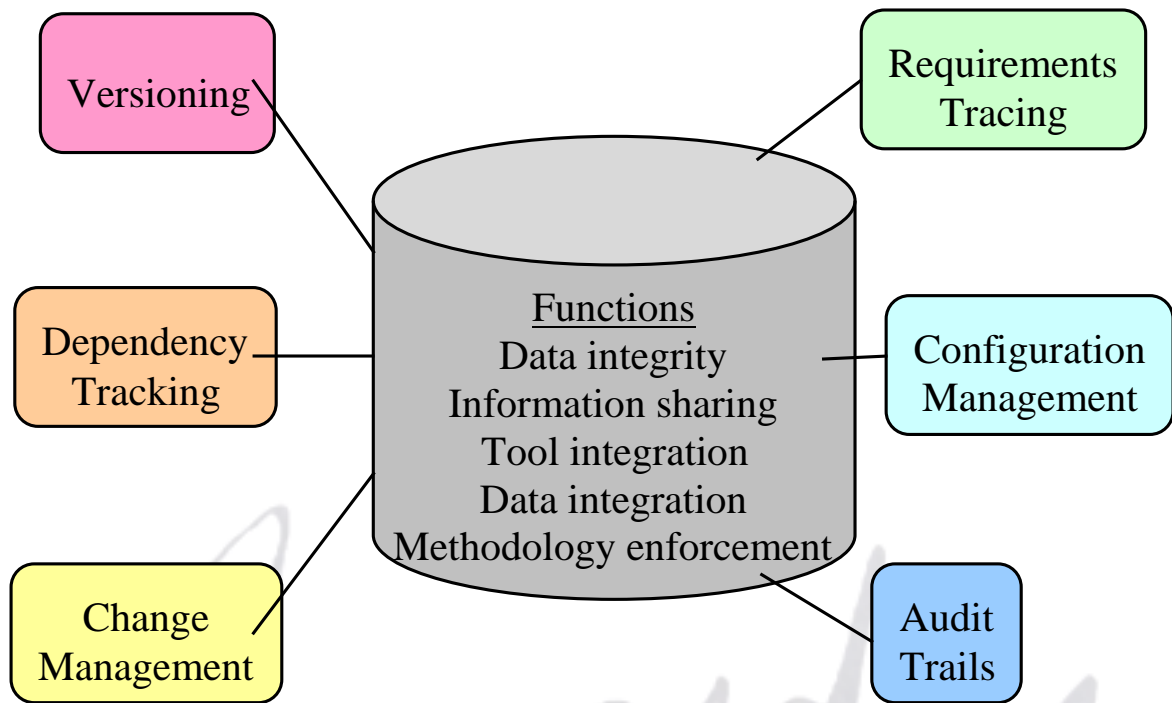 Versioning
Requirements
Tracing
Functions
Data integrity
Information sharing
Tool integration
Data integration
Methodology enforcement
Dependency
Tracking
Configuration
Management
Change
Management
Audit
Trails